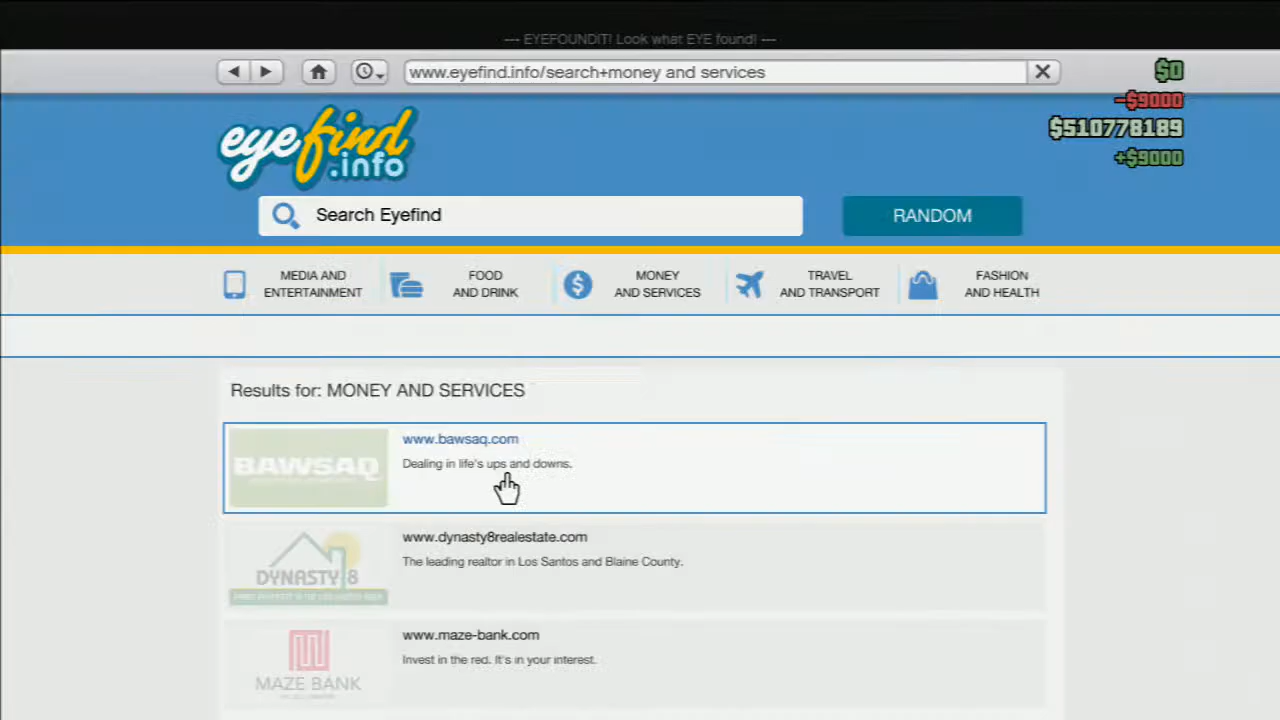 --- EYEFOUNDIT! Look what EYE found! ---
www.eyefind.info/search+money and services
$0
-$9000
$510778189
+$9000
eyefind
.info
Search Eyefind
RANDOM
MEDIA AND
ENTERTAINMENT
FOOD
AND DRINK
MONEY
AND SERVICES
TRAVEL
AND TRANSPORT
FASHION
AND HEALTH
Results for: MONEY AND SERVICES
BAWSAQ
www.bawsaq.com
Dealing in life's ups and downs.
DYNASTY 8
www.dynasty8realestate.com
The leading realtor in Los Santos and Blaine County.
MAZE BANK
www.maze-bank.com
Invest in the red. It's in your interest.